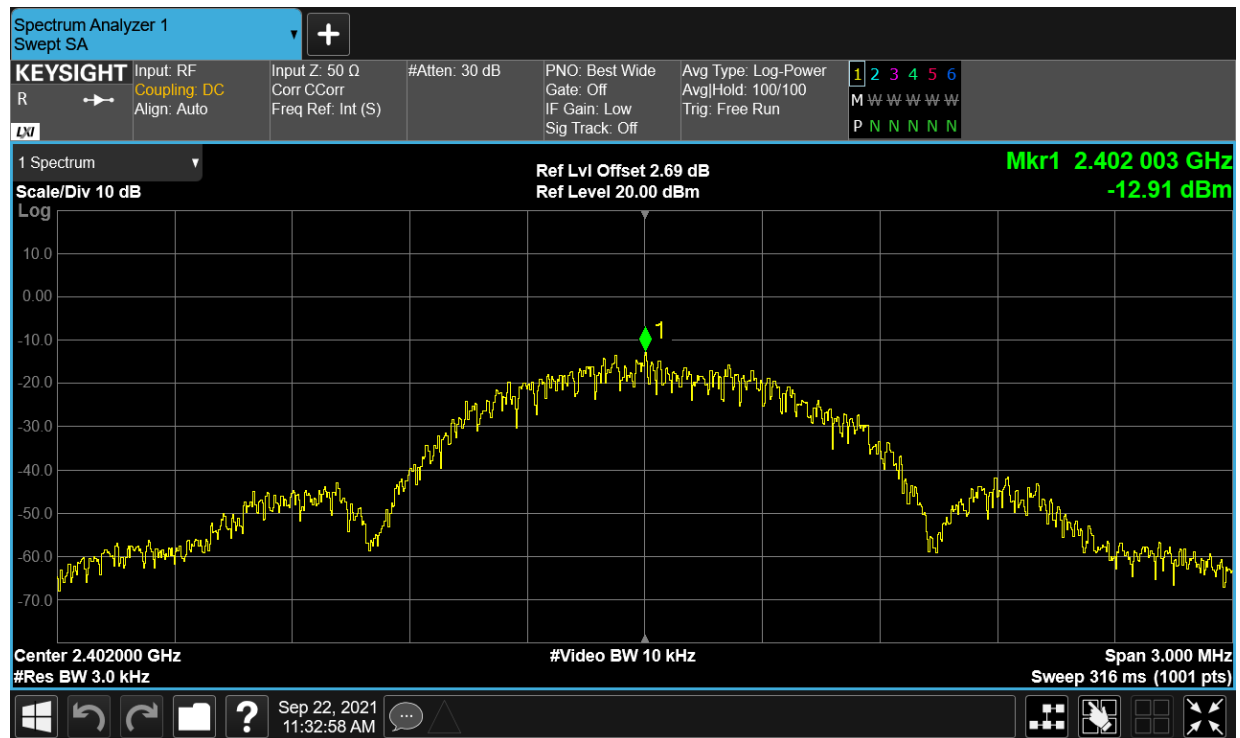 Spectrum Analyzer 1
Swept SA
KEYSIGHT
R
LXI
Input: RF
Coupling: DC
Align: Auto
Input Z: 50 Ω
Corr CCorr
Freq Ref: Int (S)
#Atten: 30 dB
PNO: Best Wide
Gate: Off
IF Gain: Low
Sig Track: Off
Avg Type: Log-Power
Avg|Hold: 100/100
Trig: Free Run
1 2 3 4 5 6
M W W W W W W
P N N N N N N
1 Spectrum
Scale/Div 10 dB
Ref Lvl Offset 2.69 dB
Ref Level 20.00 dBm
Mkr1 2.402 003 GHz
-12.91 dBm
Log
10.0
0.00
-10.0
-20.0
-30.0
-40.0
-50.0
-60.0
-70.0
1
Center 2.402000 GHz
#Video BW 10 kHz
Span 3.000 MHz
#Res BW 3.0 kHz
Sweep 316 ms (1001 pts)
?
Sep 22, 2021
11:32:58 AM